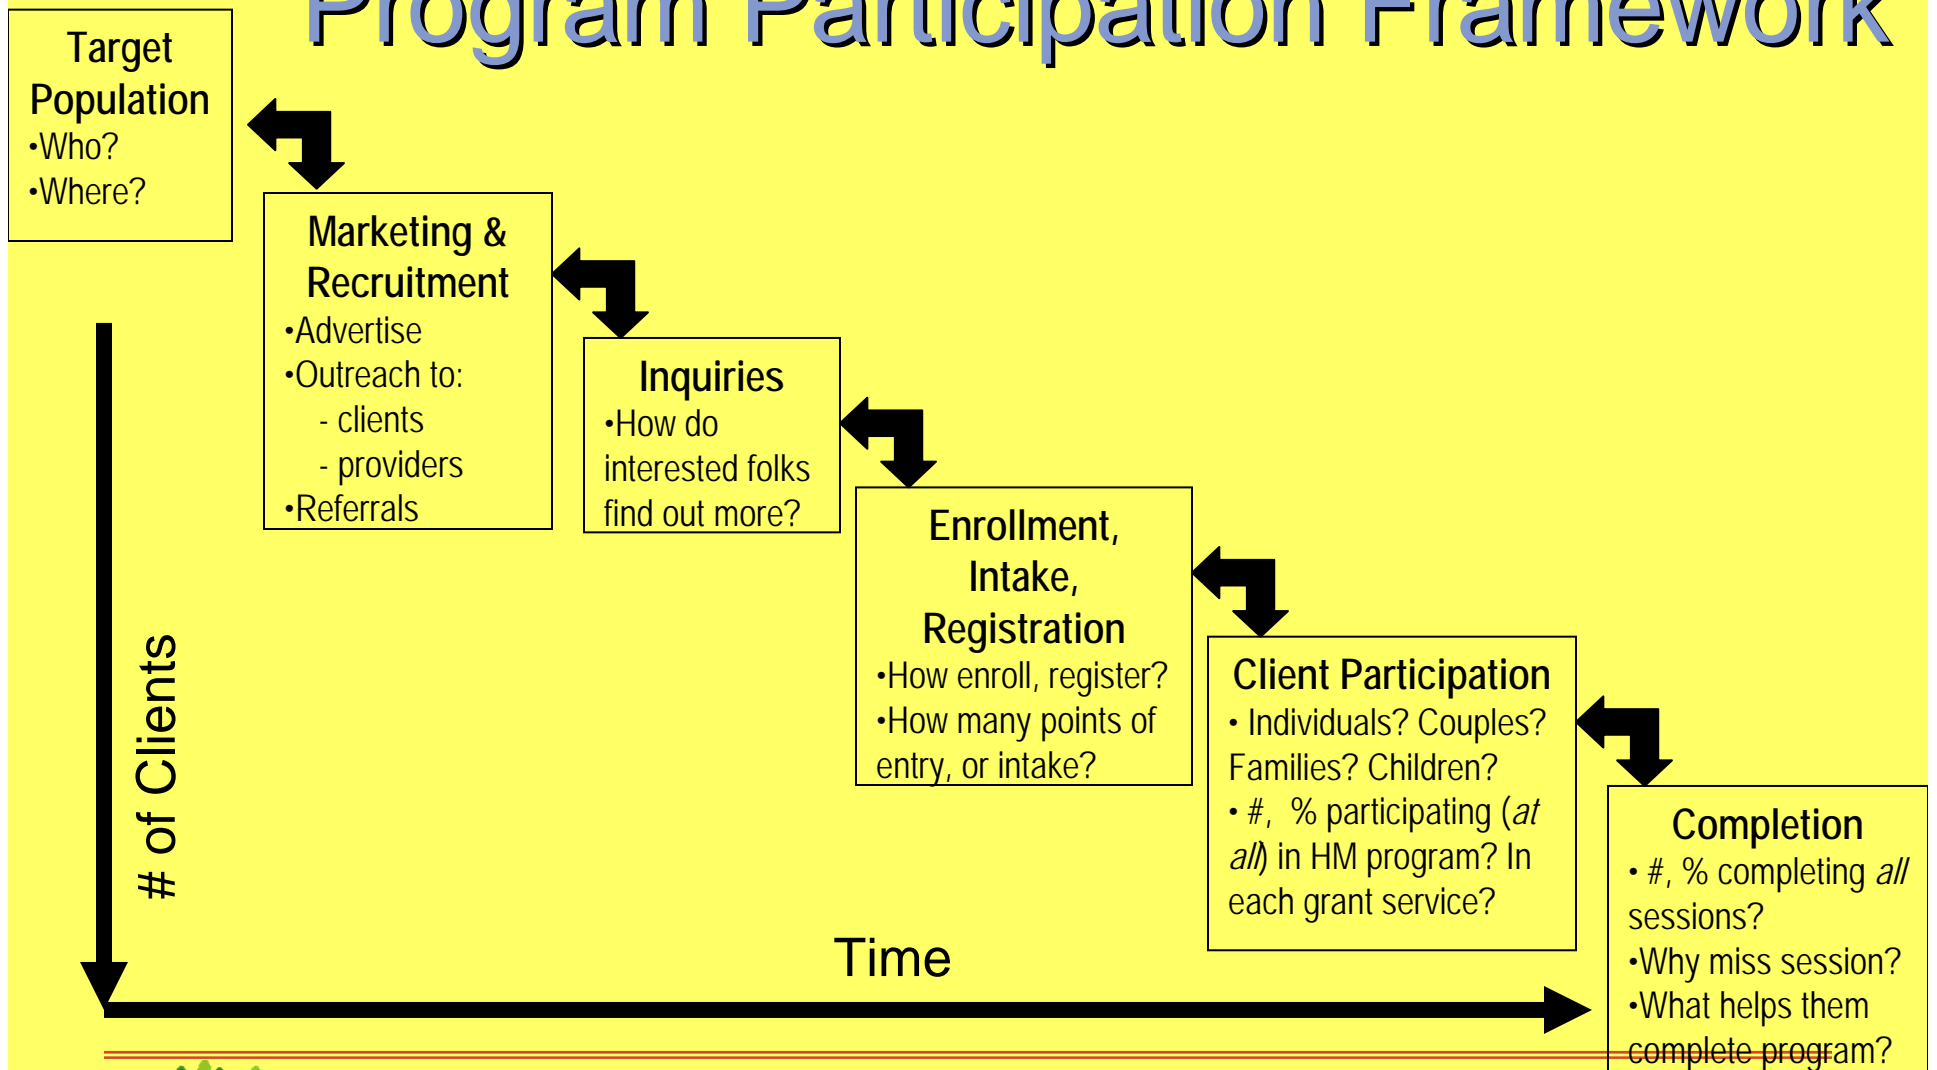 Program Participation Framework
Target
Population
•Who?
•Where?
Marketing &
Recruitment
•Advertise
•Outreach to:
- clients
- providers
•Referrals
Inquiries
•How do
interested folks
find out more?
Enrollment,
Intake,
Registration
•How enroll, register?
•How many points of
entry, or intake?
Client Participation
• Individuals? Couples?
Families? Children?
• #, % participating (at
all) in HM program? In
each grant service?
Completion
• #, % completing all
sessions?
•Why miss session?
•What helps them
complete program?
# of Clients
Time